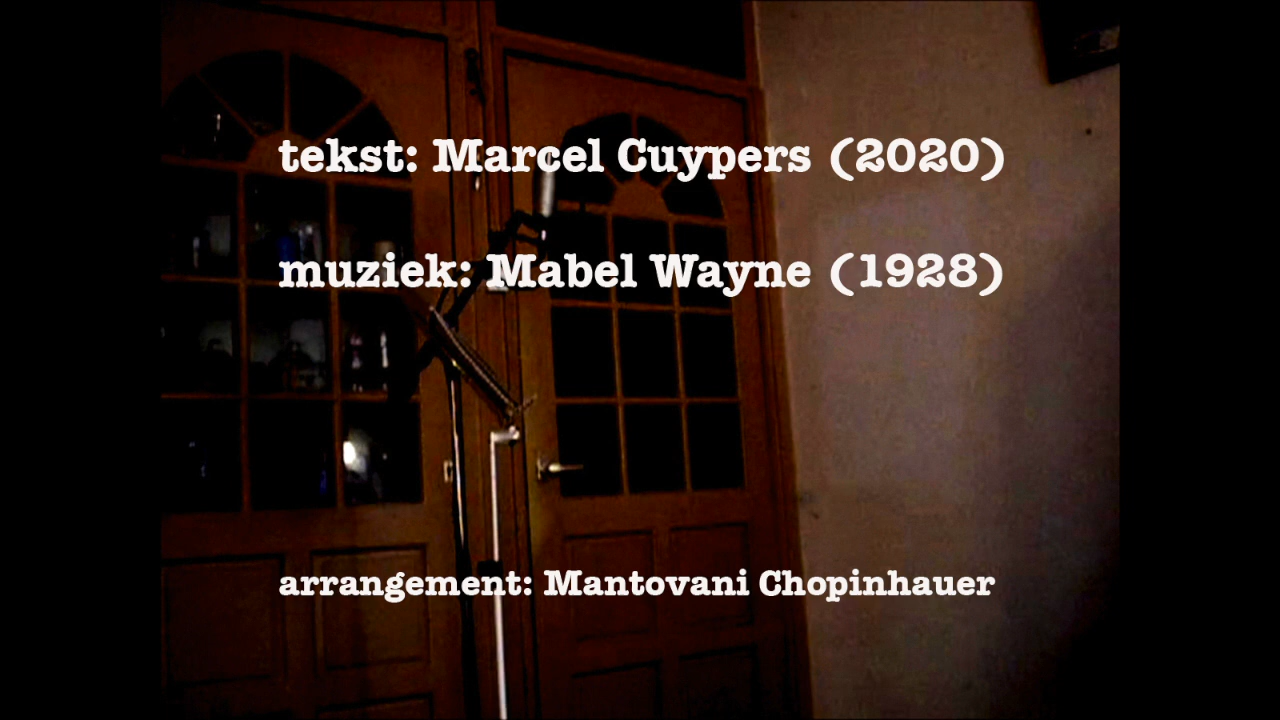 tekst: Marcel Cuypers (2020)
muziek: Mabel Wayne (1928)
arrangement: Mantovani Chopinhauer